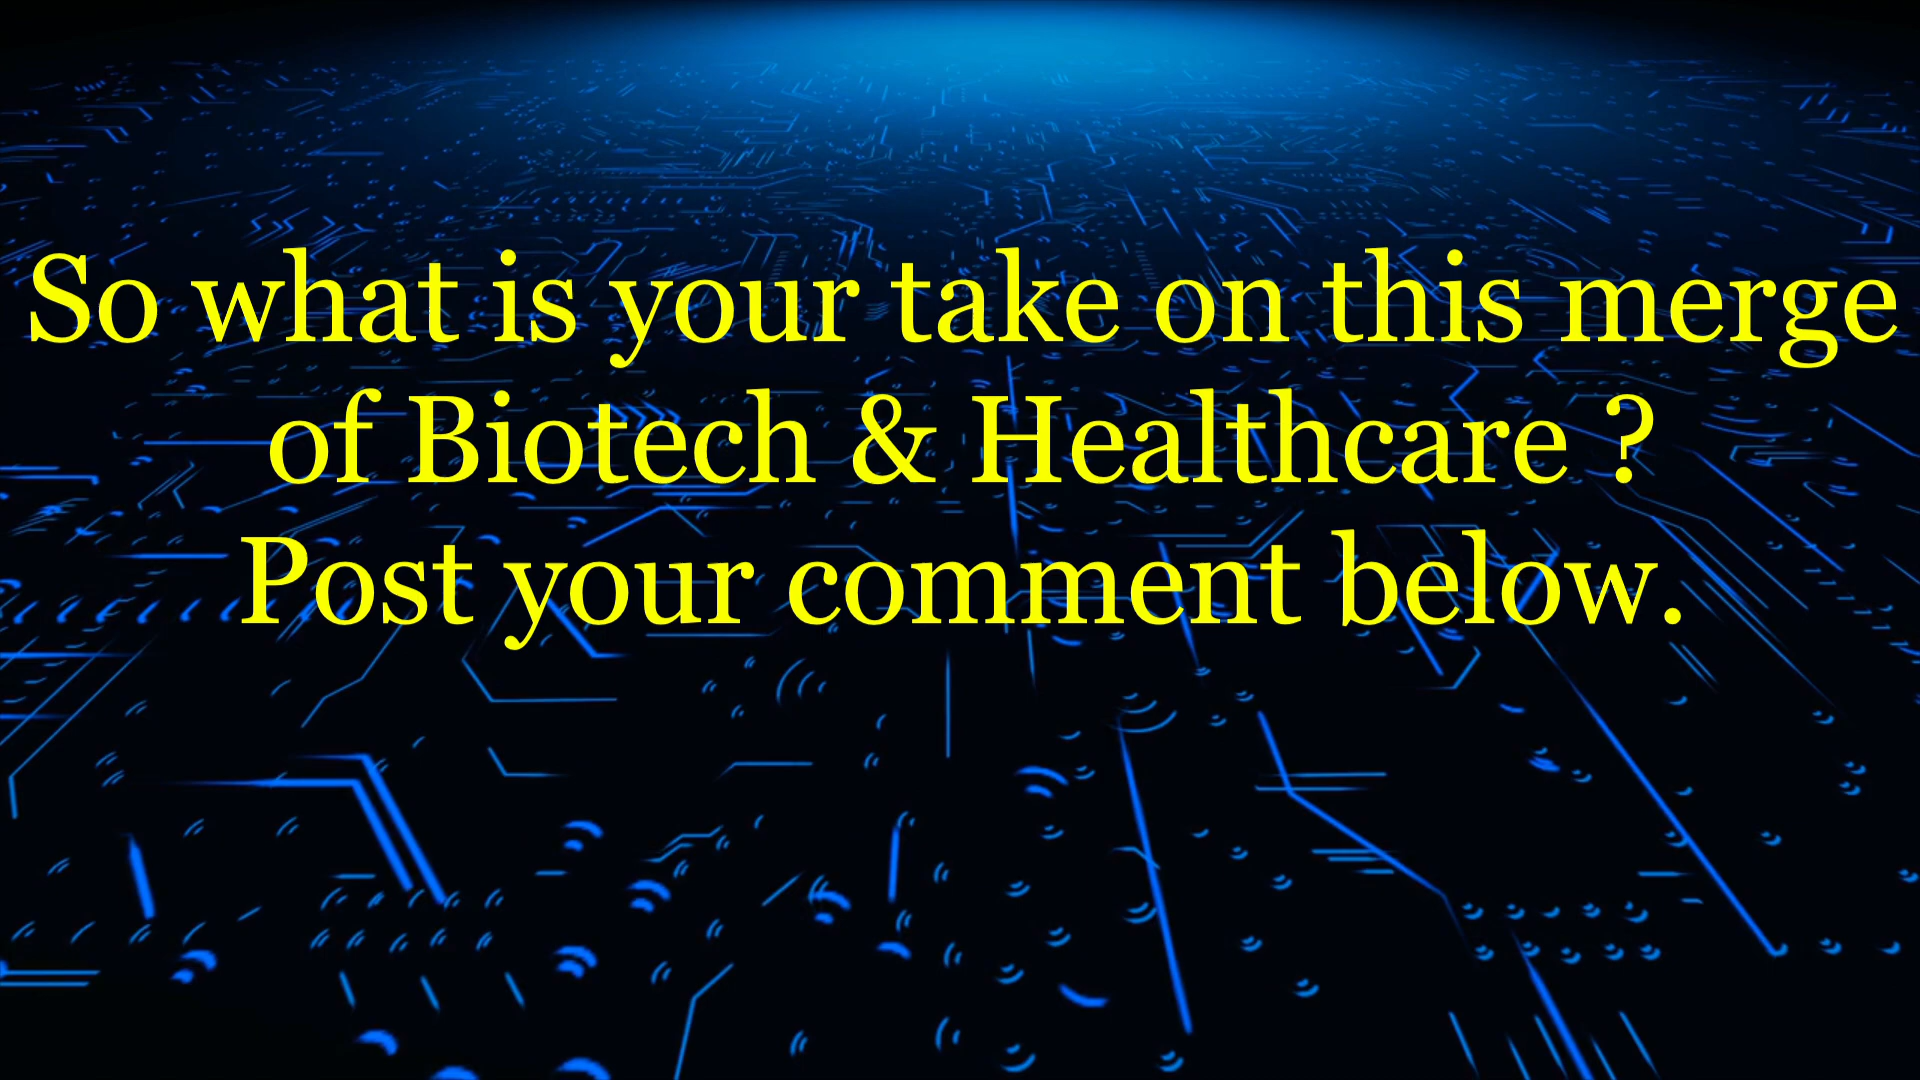 So what is your take on this merge
of Biotech & Healthcare ?
Post your comment below.